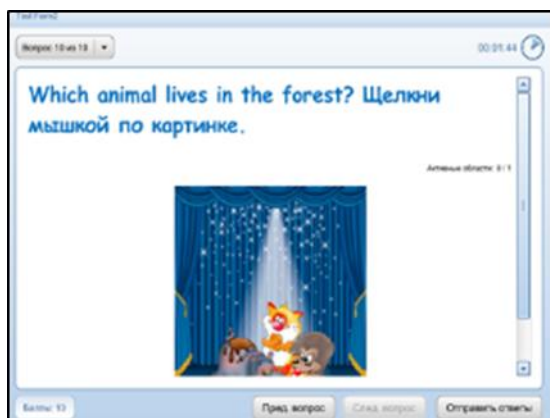 Test Form2
Вопрос 10 из 10
00:01:44
Which animal lives in the forest? Щелкни
мышкой по картинке.
Активные области: 0 / 1
Баллы: 10
Пред. вопрос
След. вопрос
Отправить ответы